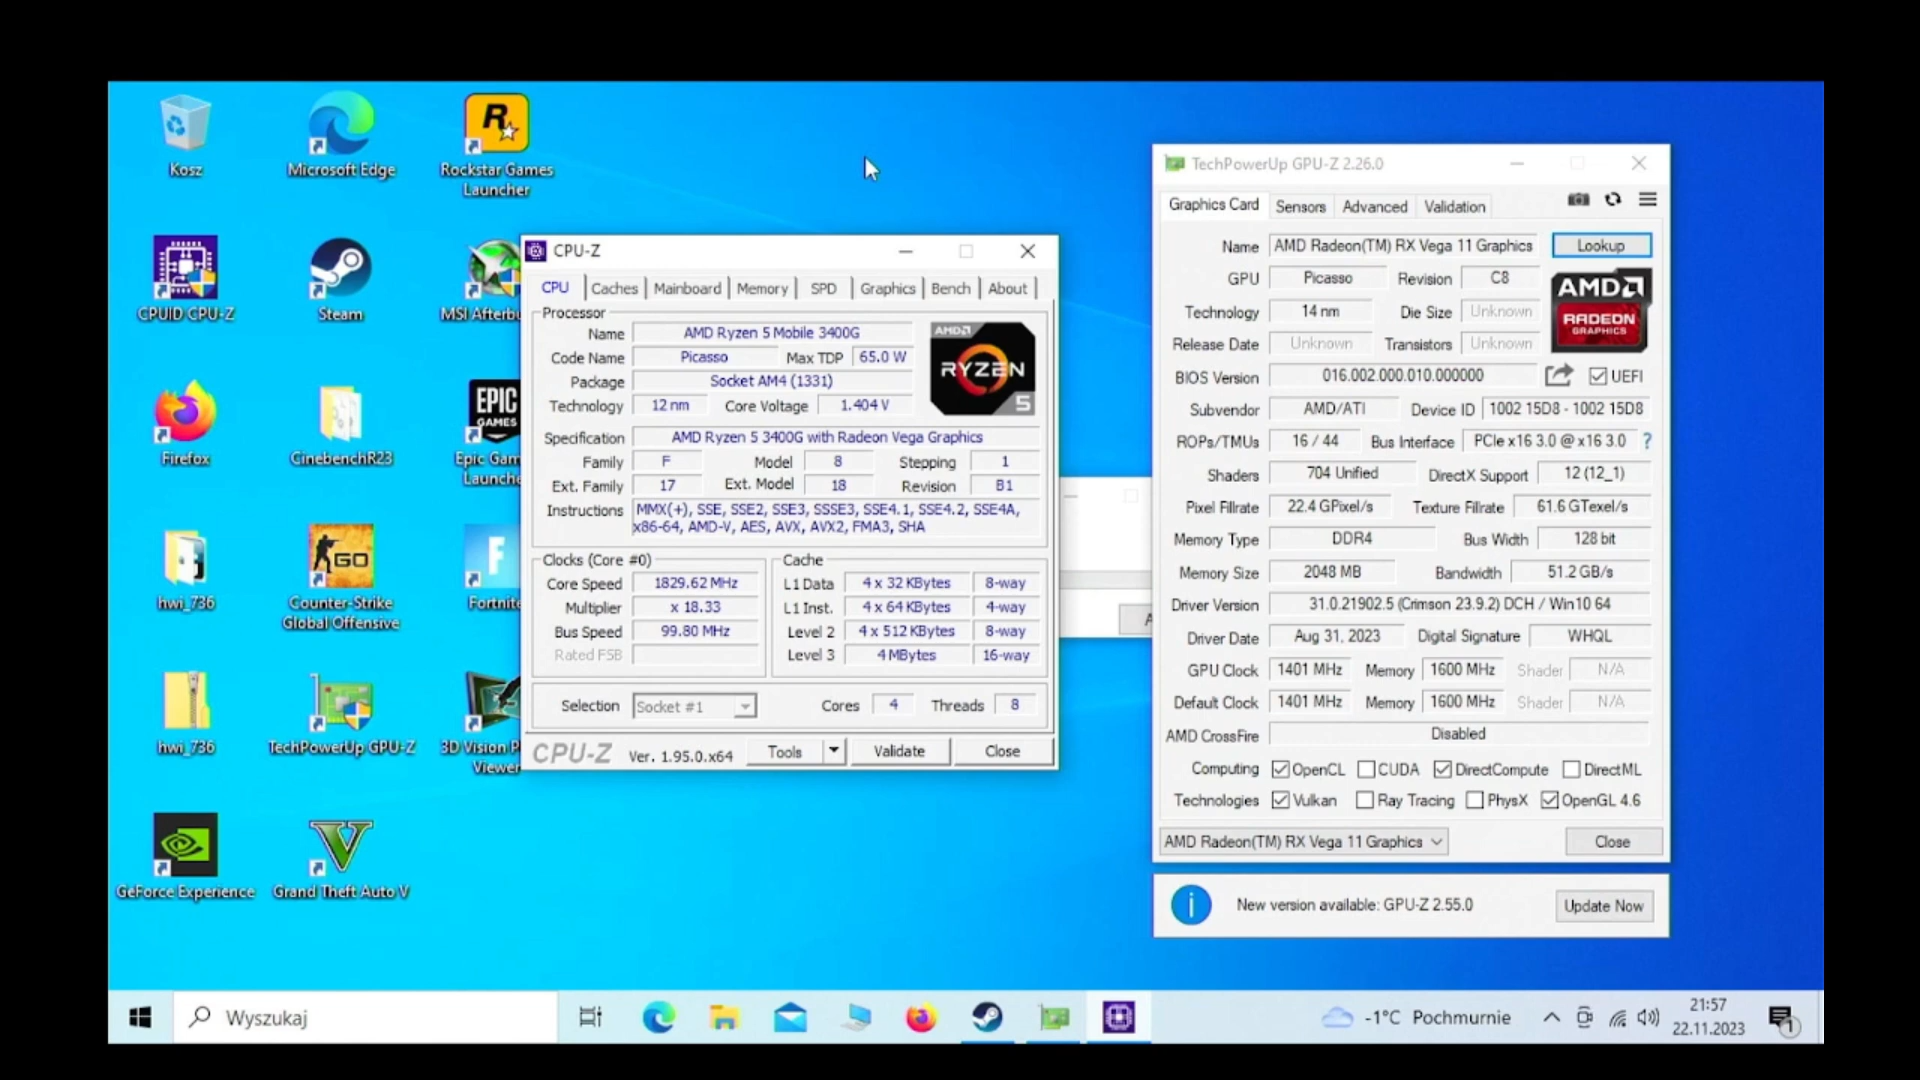 Kosz
Microsoft Edge
Rockstar Games
Launcher
CPUID CPU-Z
Steam
MSI Afterbu
Firefox
CinebenchR23
EPIC
GAMES
Epic Gam
Launche
hwi_736
GO
Counter-Strike
Global Offensive
Fortnite
hwi_736
TechPowerUp GPU-Z
3D Vision P
Viewer
GeForce Experience
Grand Theft Auto V
CPU-Z
CPU Caches Mainboard Memory SPD Graphics Bench About
Processor
Name AMD Ryzen 5 Mobile 3400G
Code Name Picasso Max TDP 65.0 W
Package Socket AM4 (1331)
Technology 12 nm Core Voltage 1.404 V
AMD
RYZEN
5
Specification AMD Ryzen 5 3400G with Radeon Vega Graphics
Family F Model 8 Stepping 1
Ext. Family 17 Ext. Model 18 Revision B1
Instructions MMX(+), SSE, SSE2, SSE3, SSSE3, SSE4.1, SSE4.2, SSE4A,
x86-64, AMD-V, AES, AVX, AVX2, FMA3, SHA
Clocks (Core #0)
Core Speed 1829.62 MHz
Multiplier x 18.33
Bus Speed 99.80 MHz
Rated FSB
Cache
L1 Data 4 x 32 KBytes 8-way
L1 Inst. 4 x 64 KBytes 4-way
Level 2 4 x 512 KBytes 8-way
Level 3 4 MBytes 16-way
Selection Socket #1 Cores 4 Threads 8
CPU-Z Ver. 1.95.0.x64 Tools Validate Close
TechPowerUp GPU-Z 2.26.0
Graphics Card Sensors Advanced Validation
Name AMD Radeon(TM) RX Vega 11 Graphics Lookup
GPU Picasso Revision C8
Technology 14 nm Die Size Unknown
Release Date Unknown Transistors Unknown
AMD
RADEON
GRAPHICS
BIOS Version 016.002.000.010.000000 UEFI
Subvendor AMD/ATI Device ID 1002 15D8 - 1002 15D8
ROPs/TMUs 16 / 44 Bus Interface PCIe x16 3.0 @ x16 3.0 ?
Shaders 704 Unified DirectX Support 12 (12_1)
Pixel Fillrate 22.4 GPixel/s Texture Fillrate 61.6 GTexel/s
Memory Type DDR4 Bus Width 128 bit
Memory Size 2048 MB Bandwidth 51.2 GB/s
Driver Version 31.0.21902.5 (Crimson 23.9.2) DCH / Win10 64
Driver Date Aug 31, 2023 Digital Signature WHQL
GPU Clock 1401 MHz Memory 1600 MHz Shader N/A
Default Clock 1401 MHz Memory 1600 MHz Shader N/A
AMD CrossFire Disabled
Computing OpenCL CUDA DirectCompute DirectML
Technologies Vulkan Ray Tracing PhysX OpenGL 4.6
AMD Radeon(TM) RX Vega 11 Graphics Close
New version available: GPU-Z 2.55.0 Update Now
Wyszukaj
-1°C Pochmurnie
21:57
22.11.2023
1